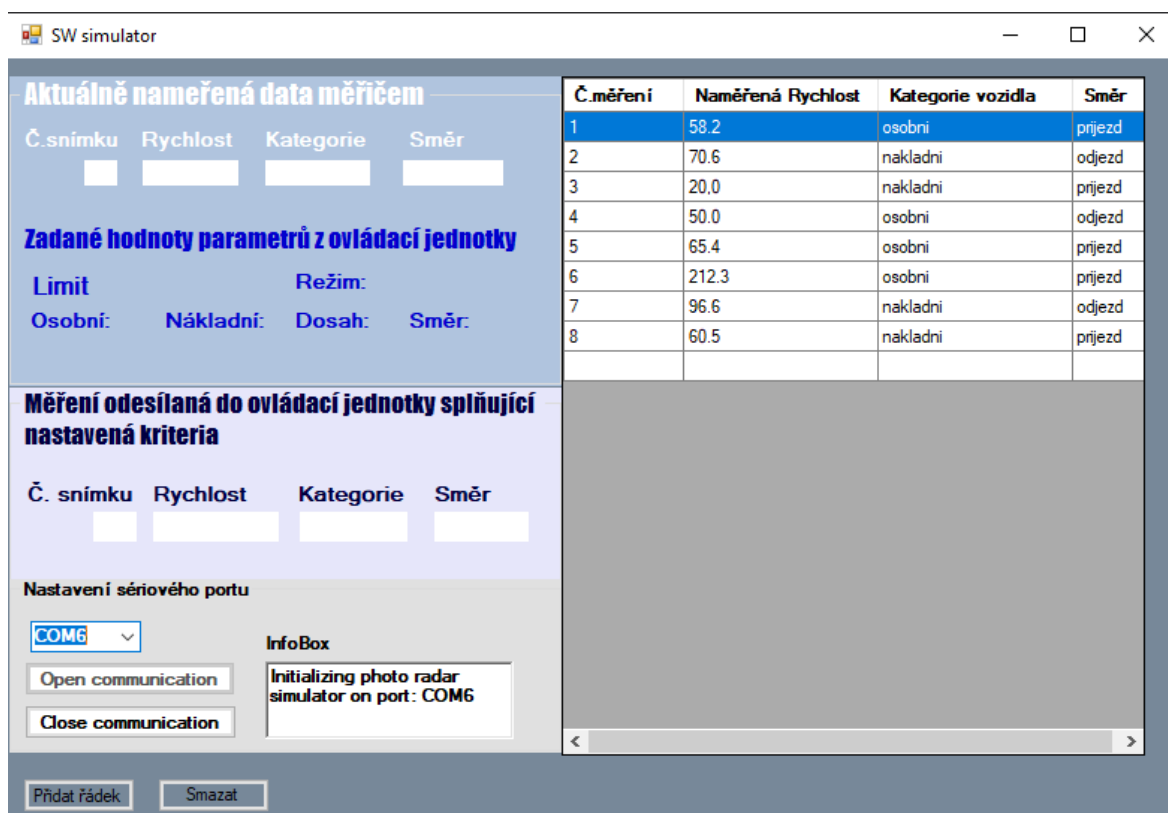 SW simulator
Aktuálně nameřená data měřičem
Č.snímku Rychlost Kategorie Směr
Zadané hodnoty parametrů z ovládací jednotky
Limit Režim:
Osobní: Nákladní: Dosah: Směr:
Měření odesílaná do ovládací jednotky splňující
nastavená kriteria
Č. snímku Rychlost Kategorie Směr
Nastavení sériového portu
COM6
InfoBox
Open communication
Initializing photo radar
simulator on port: COM6
Close communication
Přidat řádek Smazat
Č.měření Naměřená Rychlost Kategorie vozidla Směr
1 58.2 osobni prijezd
2 70.6 nakladni odjezd
3 20,0 nakladni prijezd
4 50.0 osobni odjezd
5 65.4 osobni prijezd
6 212.3 osobni prijezd
7 96.6 nakladni odjezd
8 60.5 nakladni prijezd